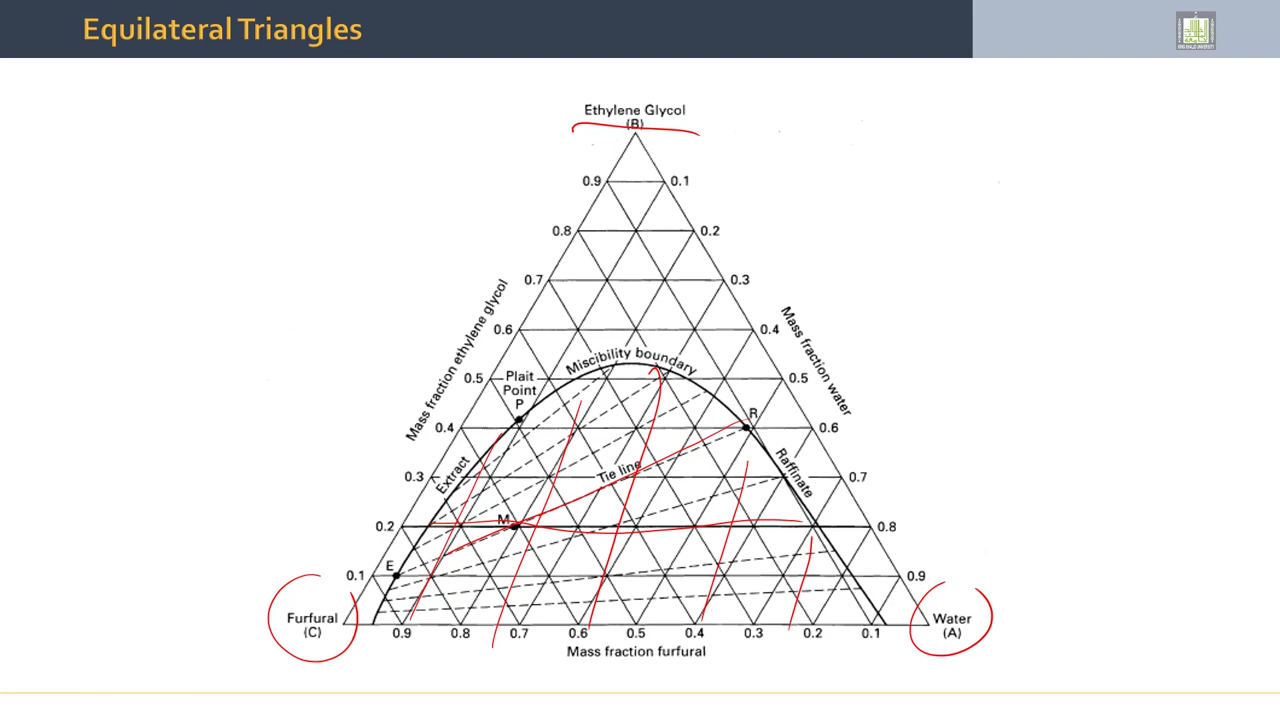 Equilateral Triangles
KING KHALID UNIVERSITY
Ethylene Glycol
(B)
0.9
0.1
0.8
0.2
0.7
0.3
0.6
0.4
0.5
0.5
0.4
0.6
0.3
0.7
0.2
0.8
0.1
0.9
Mass fraction ethylene glycol
Mass fraction water
Miscibility boundary
Plait
Point
P
R
Extract
Tie line
Raffinate
M
E
Furfural
(C)
Water
(A)
0.9 0.8 0.7 0.6 0.5 0.4 0.3 0.2 0.1
Mass fraction furfural